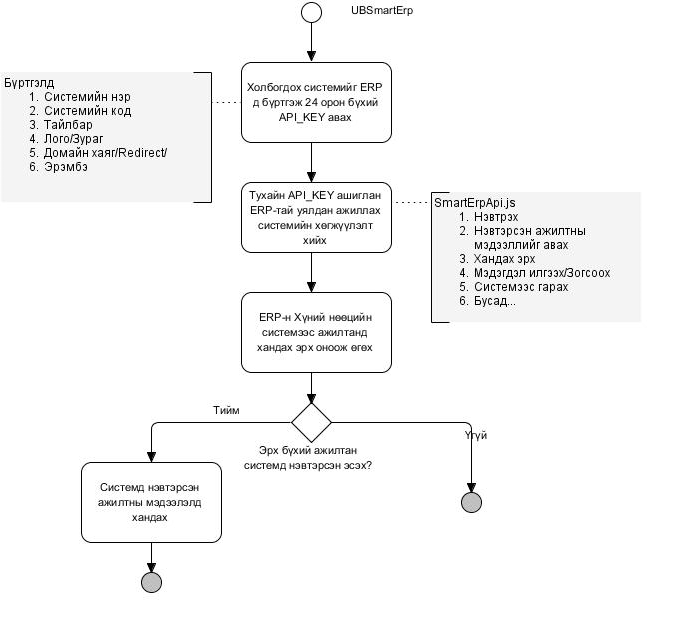 UBSmartErp
Холбогдох системийг ERP
д бүртгэж 24 орон бүхий
API_KEY авах
Бүртгэлд
1. Системийн нэр
2. Системийн код
3. Тайлбар
4. Лого/Зураг
5. Домайн хаяг/Redirect/
6. Эрэмбэ
Тухайн API_KEY ашиглан
ERP-тай уялдан ажиллах
системийн хөгжүүлэлт
хийх
SmartErpApi.js
1. Нэвтрэх
2. Нэвтэрсэн ажилтны
мэдээллийг авах
3. Хандах эрх
4. Мэдэгдэл илгээх/Зогсоох
5. Системээс гарах
6. Бусад...
ERP-н Хүний нөөцийн
системээс ажилтанд
хандах эрх оноож өгөх
Тийм
Үгүй
Эрх бүхий ажилтан
системд нэвтэрсэн эсэх?
Системд нэвтэрсэн
ажилтны мэдээлэлд
хандах